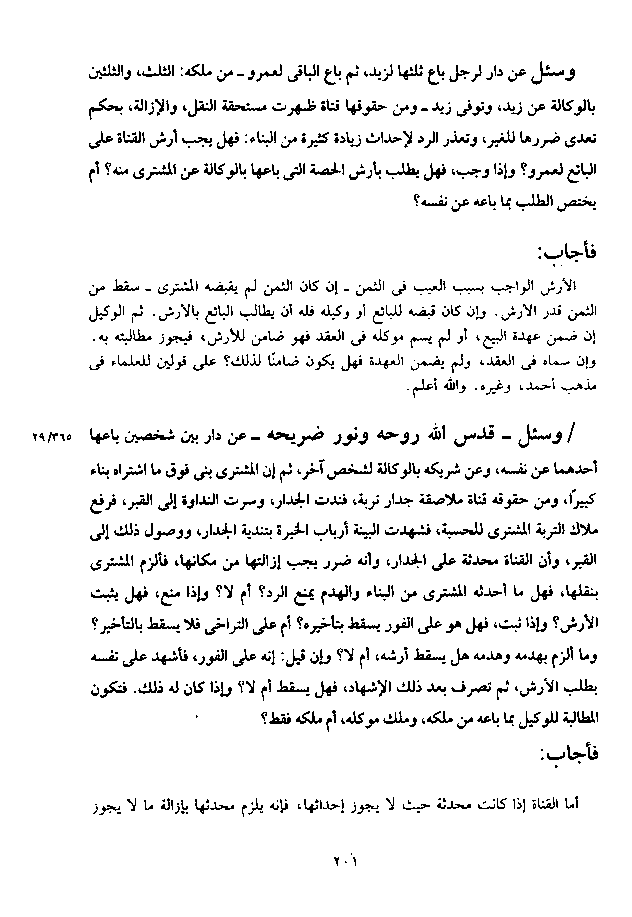 وسئل عن دار لرجل باع ثلثها لزيد، ثم باع الباقى لعمرو ـ من ملكه: الثلث، والثلثين
بالوكالة عن زيد، وتوفى زيد ـ ومن حقوقها قناة ظهرت مستحقة النقل، والإزالة، بحكم
تعدى ضررها للغير، وتعذر الرد لإحداث زيادة كثيرة من البناء: فهل يجب أرش القناة على
البائع لعمرو؟ وإذا وجب، فهل يطلب بأرش الحصة التى باعها بالوكالة عن المشترى منه؟ أم
يختص الطلب بما باعه عن نفسه؟
فأجاب:
الأرش الواجب بسبب العيب فى الثمن ـ إن كان الثمن لم يقبضه المشترى ـ سقط من
الثمن قدر الأرش. وإن كان قبضه للبائع أو وكيله فله أن يطالب البائع بالأرش. ثم الوكيل
إن ضمن عهدة البيع، أو لم يسم موكله فى العقد فهو ضامن للأرش، فيجوز مطالبته به.
وإن سماه فى العقد، ولم يضمن العهدة فهل يكون ضامنًا لذلك؟ على قولين للعلماء فى
مذهب أحمد، وغيره. والله أعلم.
/ وسئل ـ قدس الله روحه ونور ضريحه ـ عن دار بين شخصين باعها ٢٩/٣٦٥
أحدهما عن نفسه، وعن شريكه بالوكالة لشخص آخر، ثم إن المشترى بنى فوق ما اشتراه بناء
كبيرًا، ومن حقوقه قناة ملاصقة جدار تربة، فندت الجدار، وسرت النداوة إلى القبر، فرفع
ملاك التربة المشترى للحسبة، فشهدت البينة أرباب الخبرة بتندية الجدار، ووصول ذلك إلى
القبر، وأن القناة محدثة على الجدار، وأنه ضرر يجب إزالتها من مكانها، فألزم المشترى
بنقلها، فهل ما أحدثه المشترى من البناء والهدم يمنع الرد؟ أم لا؟ وإذا منع، فهل يثبت
الأرش؟ وإذا ثبت، فهل هو على الفور يسقط بتأخيره؟ أم على التراخى فلا يسقط بالتأخير؟
وما ألزم بهدمه وهدمه هل يسقط أرشه، أم لا؟ وإن قيل: إنه على الفور، فأشهد على نفسه
بطلب الأرش، ثم تصرف بعد ذلك الإشهاد، فهل يسقط أم لا؟ وإذا كان له ذلك. فتكون
المطالبة للوكيل بما باعه من ملكه، وملك موكله، أم ملكه فقط؟
فأجاب:
أما القناة إذا كانت محدثة حيث لا يجوز إحداثها، فإنه يلزم محدثها بإزالة ما لا يجوز
٢٠١